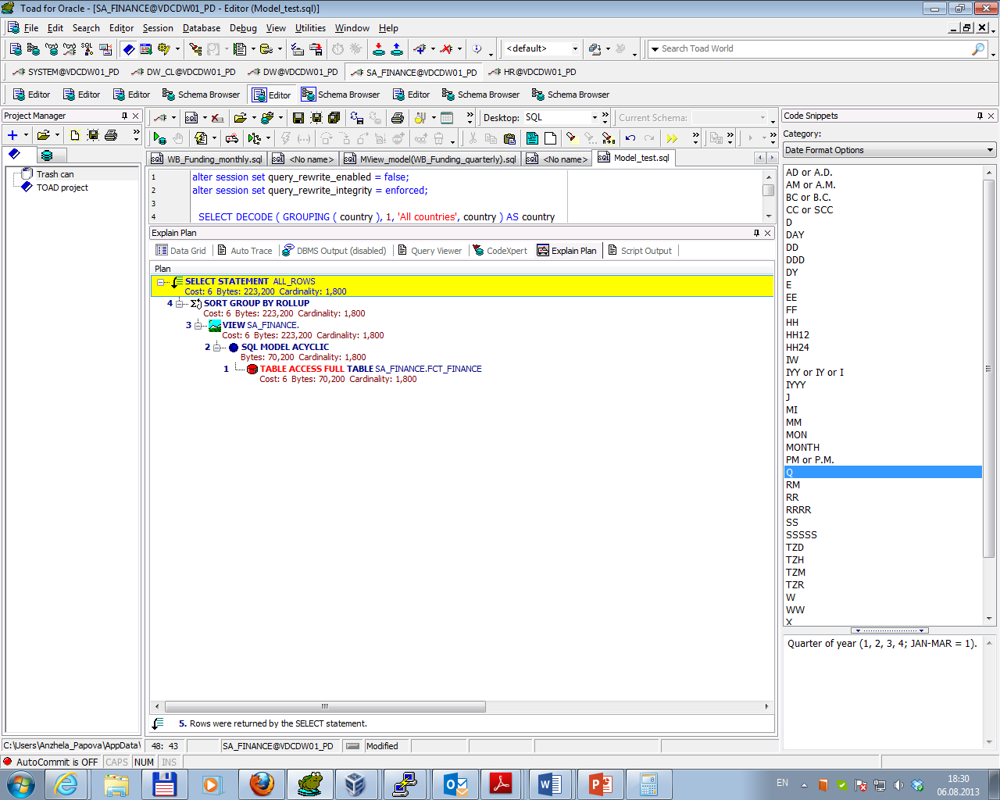 Toad for Oracle - [SA_FINANCE@VDCDW01_PD - Editor (Model_test.sql)]
File Edit Search Editor Session Database Debug View Utilities Window Help
<default> Search Toad World
SYSTEM@VDCDW01_PD DW_CL@VDCDW01_PD DW@VDCDW01_PD SA_FINANCE@VDCDW01_PD HR@VDCDW01_PD
Editor Editor Editor Schema Browser Editor Schema Browser Editor Schema Browser Schema Browser
Project Manager
Trash can
TOAD project
Desktop: SQL Current Schema:
WB_Funding_monthly.sql <No name> MView_model(WB_Funding_quarterly).sql <No name> Model_test.sql
1 alter session set query_rewrite_enabled = false;
2 alter session set query_rewrite_integrity = enforced;
3
4 SELECT DECODE ( GROUPING ( country ), 1, 'All countries', country ) AS country
Explain Plan
Data Grid Auto Trace DBMS Output (disabled) Query Viewer CodeXpert Explain Plan Script Output
Plan
SELECT STATEMENT ALL_ROWS
Cost: 6 Bytes: 223,200 Cardinality: 1,800
4 SORT GROUP BY ROLLUP
Cost: 6 Bytes: 223,200 Cardinality: 1,800
3 VIEW SA_FINANCE.
Cost: 6 Bytes: 223,200 Cardinality: 1,800
2 SQL MODEL ACYCLIC
Bytes: 70,200 Cardinality: 1,800
1 TABLE ACCESS FULL TABLE SA_FINANCE.FCT_FINANCE
Cost: 6 Bytes: 70,200 Cardinality: 1,800
5. Rows were returned by the SELECT statement.
Code Snippets
Category:
Date Format Options
AD or A.D.
AM or A.M.
BC or B.C.
CC or SCC
D
DAY
DD
DDD
DY
E
EE
FF
HH
HH12
HH24
IW
IYY or IY or I
IYYY
J
MI
MM
MON
MONTH
PM or P.M.
Q
RM
RR
RRRR
SS
SSSSS
TZD
TZH
TZM
TZR
W
WW
X
Quarter of year (1, 2, 3, 4; JAN-MAR = 1).
C:\Users\Anzhela_Papova\AppData\ 48: 43 SA_FINANCE@VDCDW01_PD Modified
AutoCommit is OFF CAPS NUM INS
EN 18:30
06.08.2013